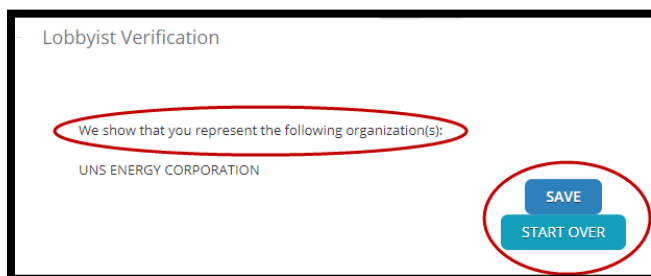 Lobbyist Verification
We show that you represent the following organization(s):
UNS ENERGY CORPORATION
SAVE
START OVER